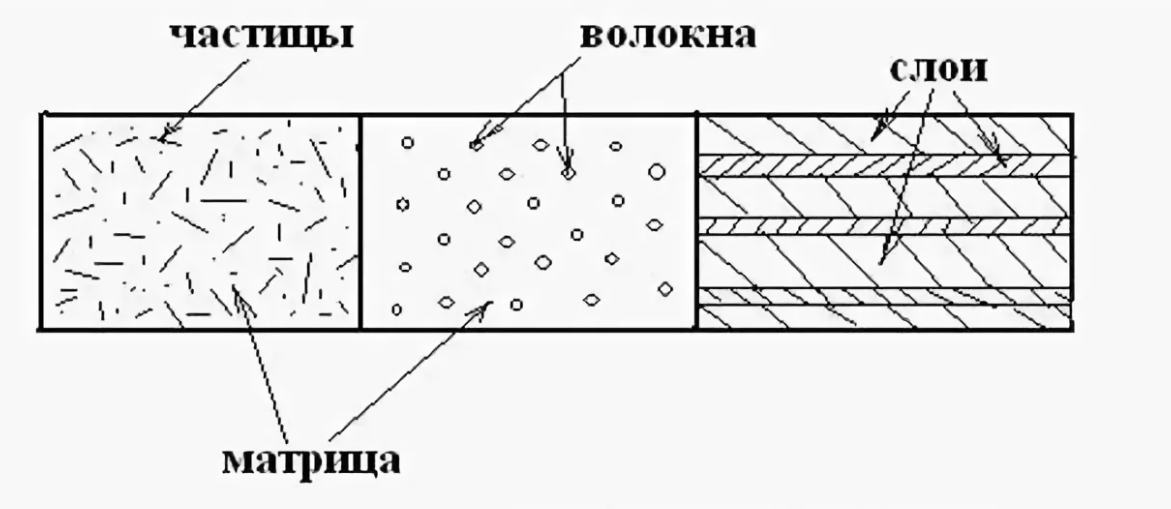 частицы
волокна
слои
матрица